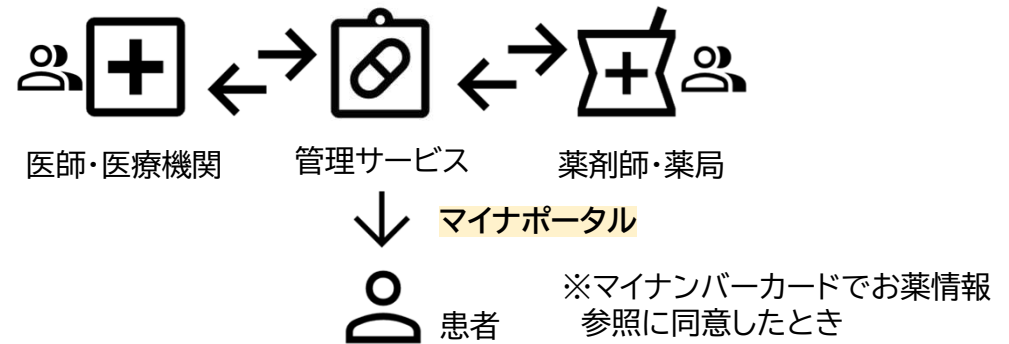 医師・医療機関
管理サービス
薬剤師・薬局
マイナポータル
患者
※マイナンバーカードでお薬情報
参照に同意したとき